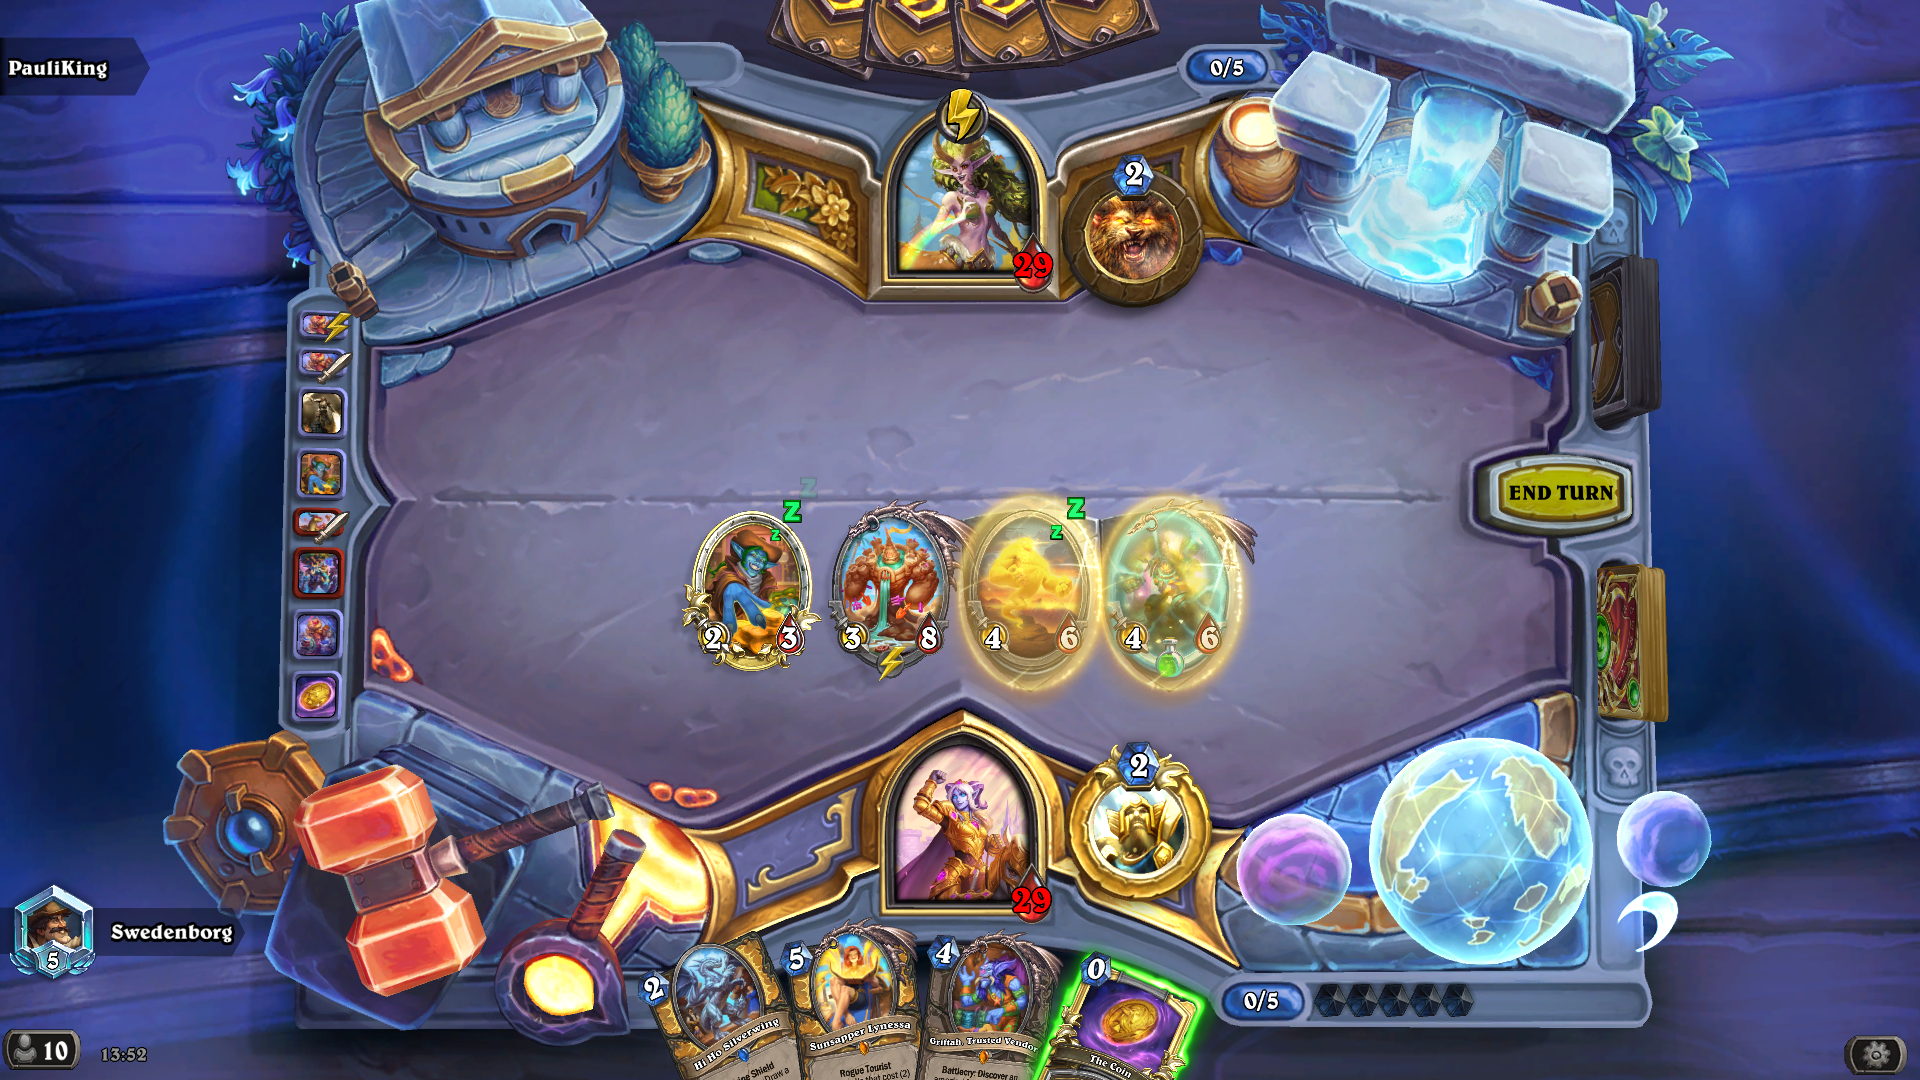 PauliKing
0/5
2
29
END TURN
Z
Z
Z
Z
Z
2
3
3
8
4
6
4
6
2
29
Swedenborg
5
2
Hi Ho Silverwing
5
Sunsapper Lynessa
Rogue Tourist
4
Griftah, Trusted Vendor
Battlecry: Discover an
0
The Coin
0/5
10
13:52